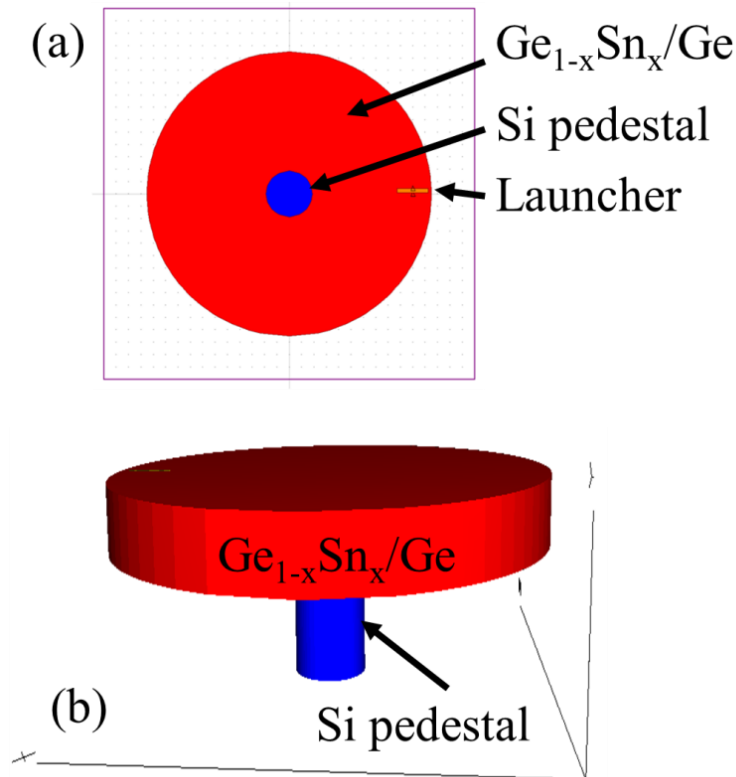 (a)
Ge₁₋ₓSnₓ/Ge
Si pedestal
Launcher
Ge₁₋ₓSnₓ/Ge
(b)
Si pedestal